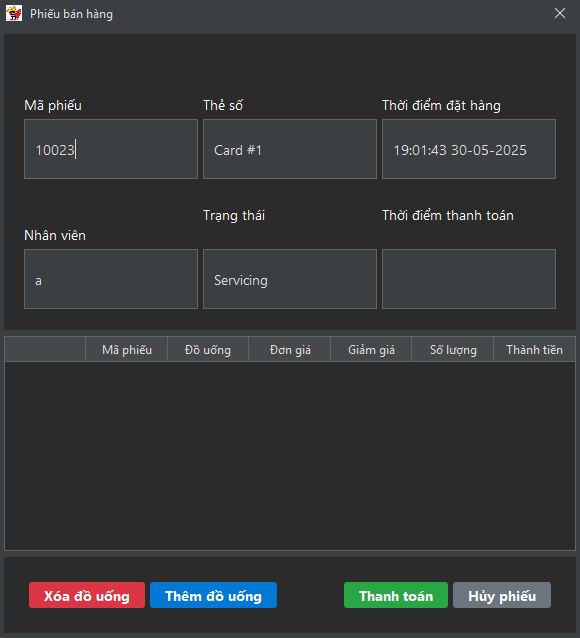 Phiếu bán hàng
Mã phiếu Thẻ số Thời điểm đặt hàng
10023 Card #1 19:01:43 30-05-2025
Trạng thái Thời điểm thanh toán
Nhân viên
a Servicing
Mã phiếu Đồ uống Đơn giá Giảm giá Số lượng Thành tiền
Xóa đồ uống Thêm đồ uống Thanh toán Hủy phiếu